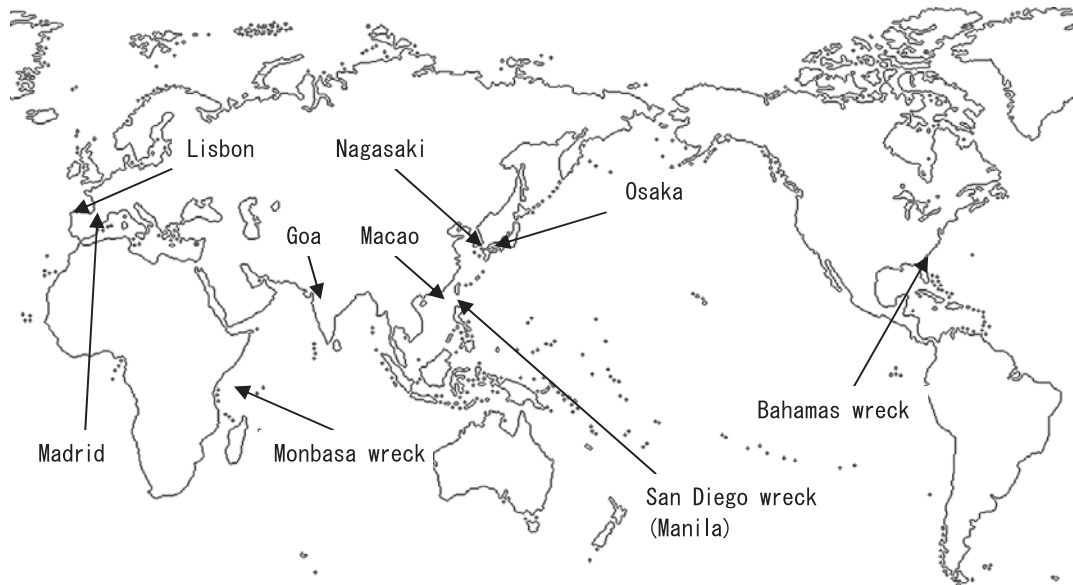 Lisbon
Nagasaki
Osaka
Goa
Macao
Bahamas wreck
Madrid
Monbasa wreck
San Diego wreck
(Manila)